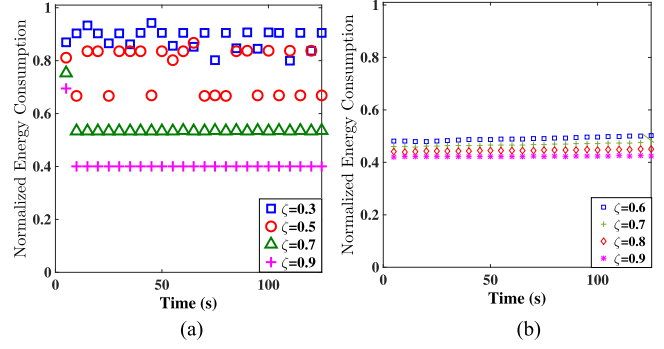 Normalized Energy Consumption
1
0.8
0.6
0.4
0.2
0
0
50
100
Time (s)
ζ=0.3
ζ=0.5
ζ=0.7
ζ=0.9
(a)
Normalized Energy Consumption
1
0.8
0.6
0.4
0.2
0
0
50
100
Time (s)
ζ=0.6
ζ=0.7
ζ=0.8
ζ=0.9
(b)